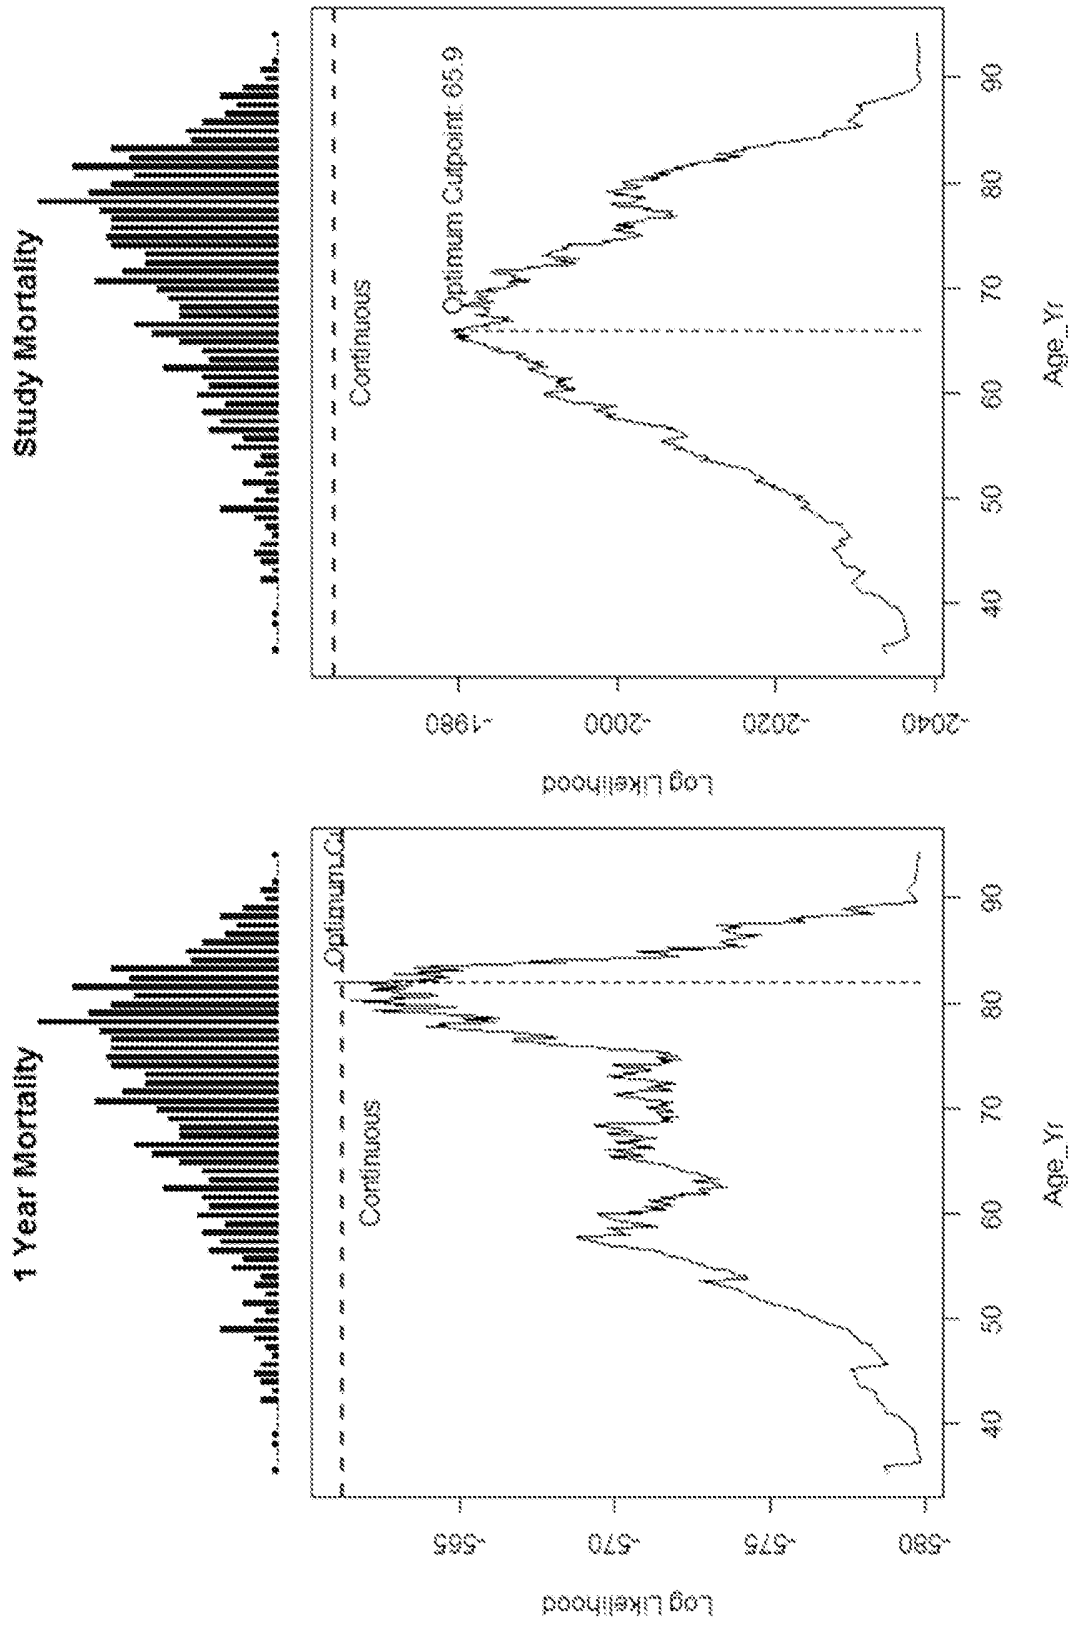 1 Year Mortality
Optimum Cu
Continuous
Log Likelihood
-565
-570
-575
-580
40
50
60
70
80
90
Age_Yr
Study Mortality
Continuous
Optimum Cutpoint: 65.9
Log Likelihood
-1980
-2000
-2020
-2040
40
50
60
70
80
90
Age_Yr